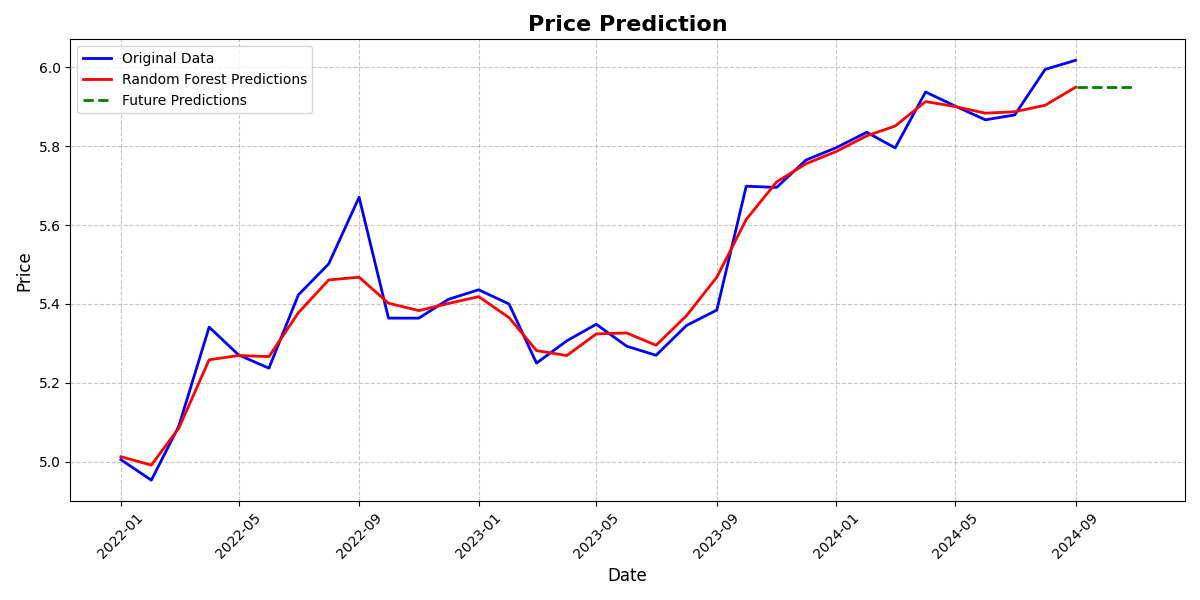 Price Prediction
Original Data
Random Forest Predictions
Future Predictions
Price
6.0
5.8
5.6
5.4
5.2
5.0
2022-01
2022-05
2022-09
2023-01
2023-05
2023-09
2024-01
2024-05
2024-09
Date